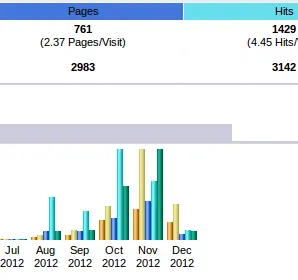 Pages Hits
761 1429
(2.37 Pages/Visit) (4.45 Hits/
2983 3142
Jul Aug Sep Oct Nov Dec
2012 2012 2012 2012 2012 2012